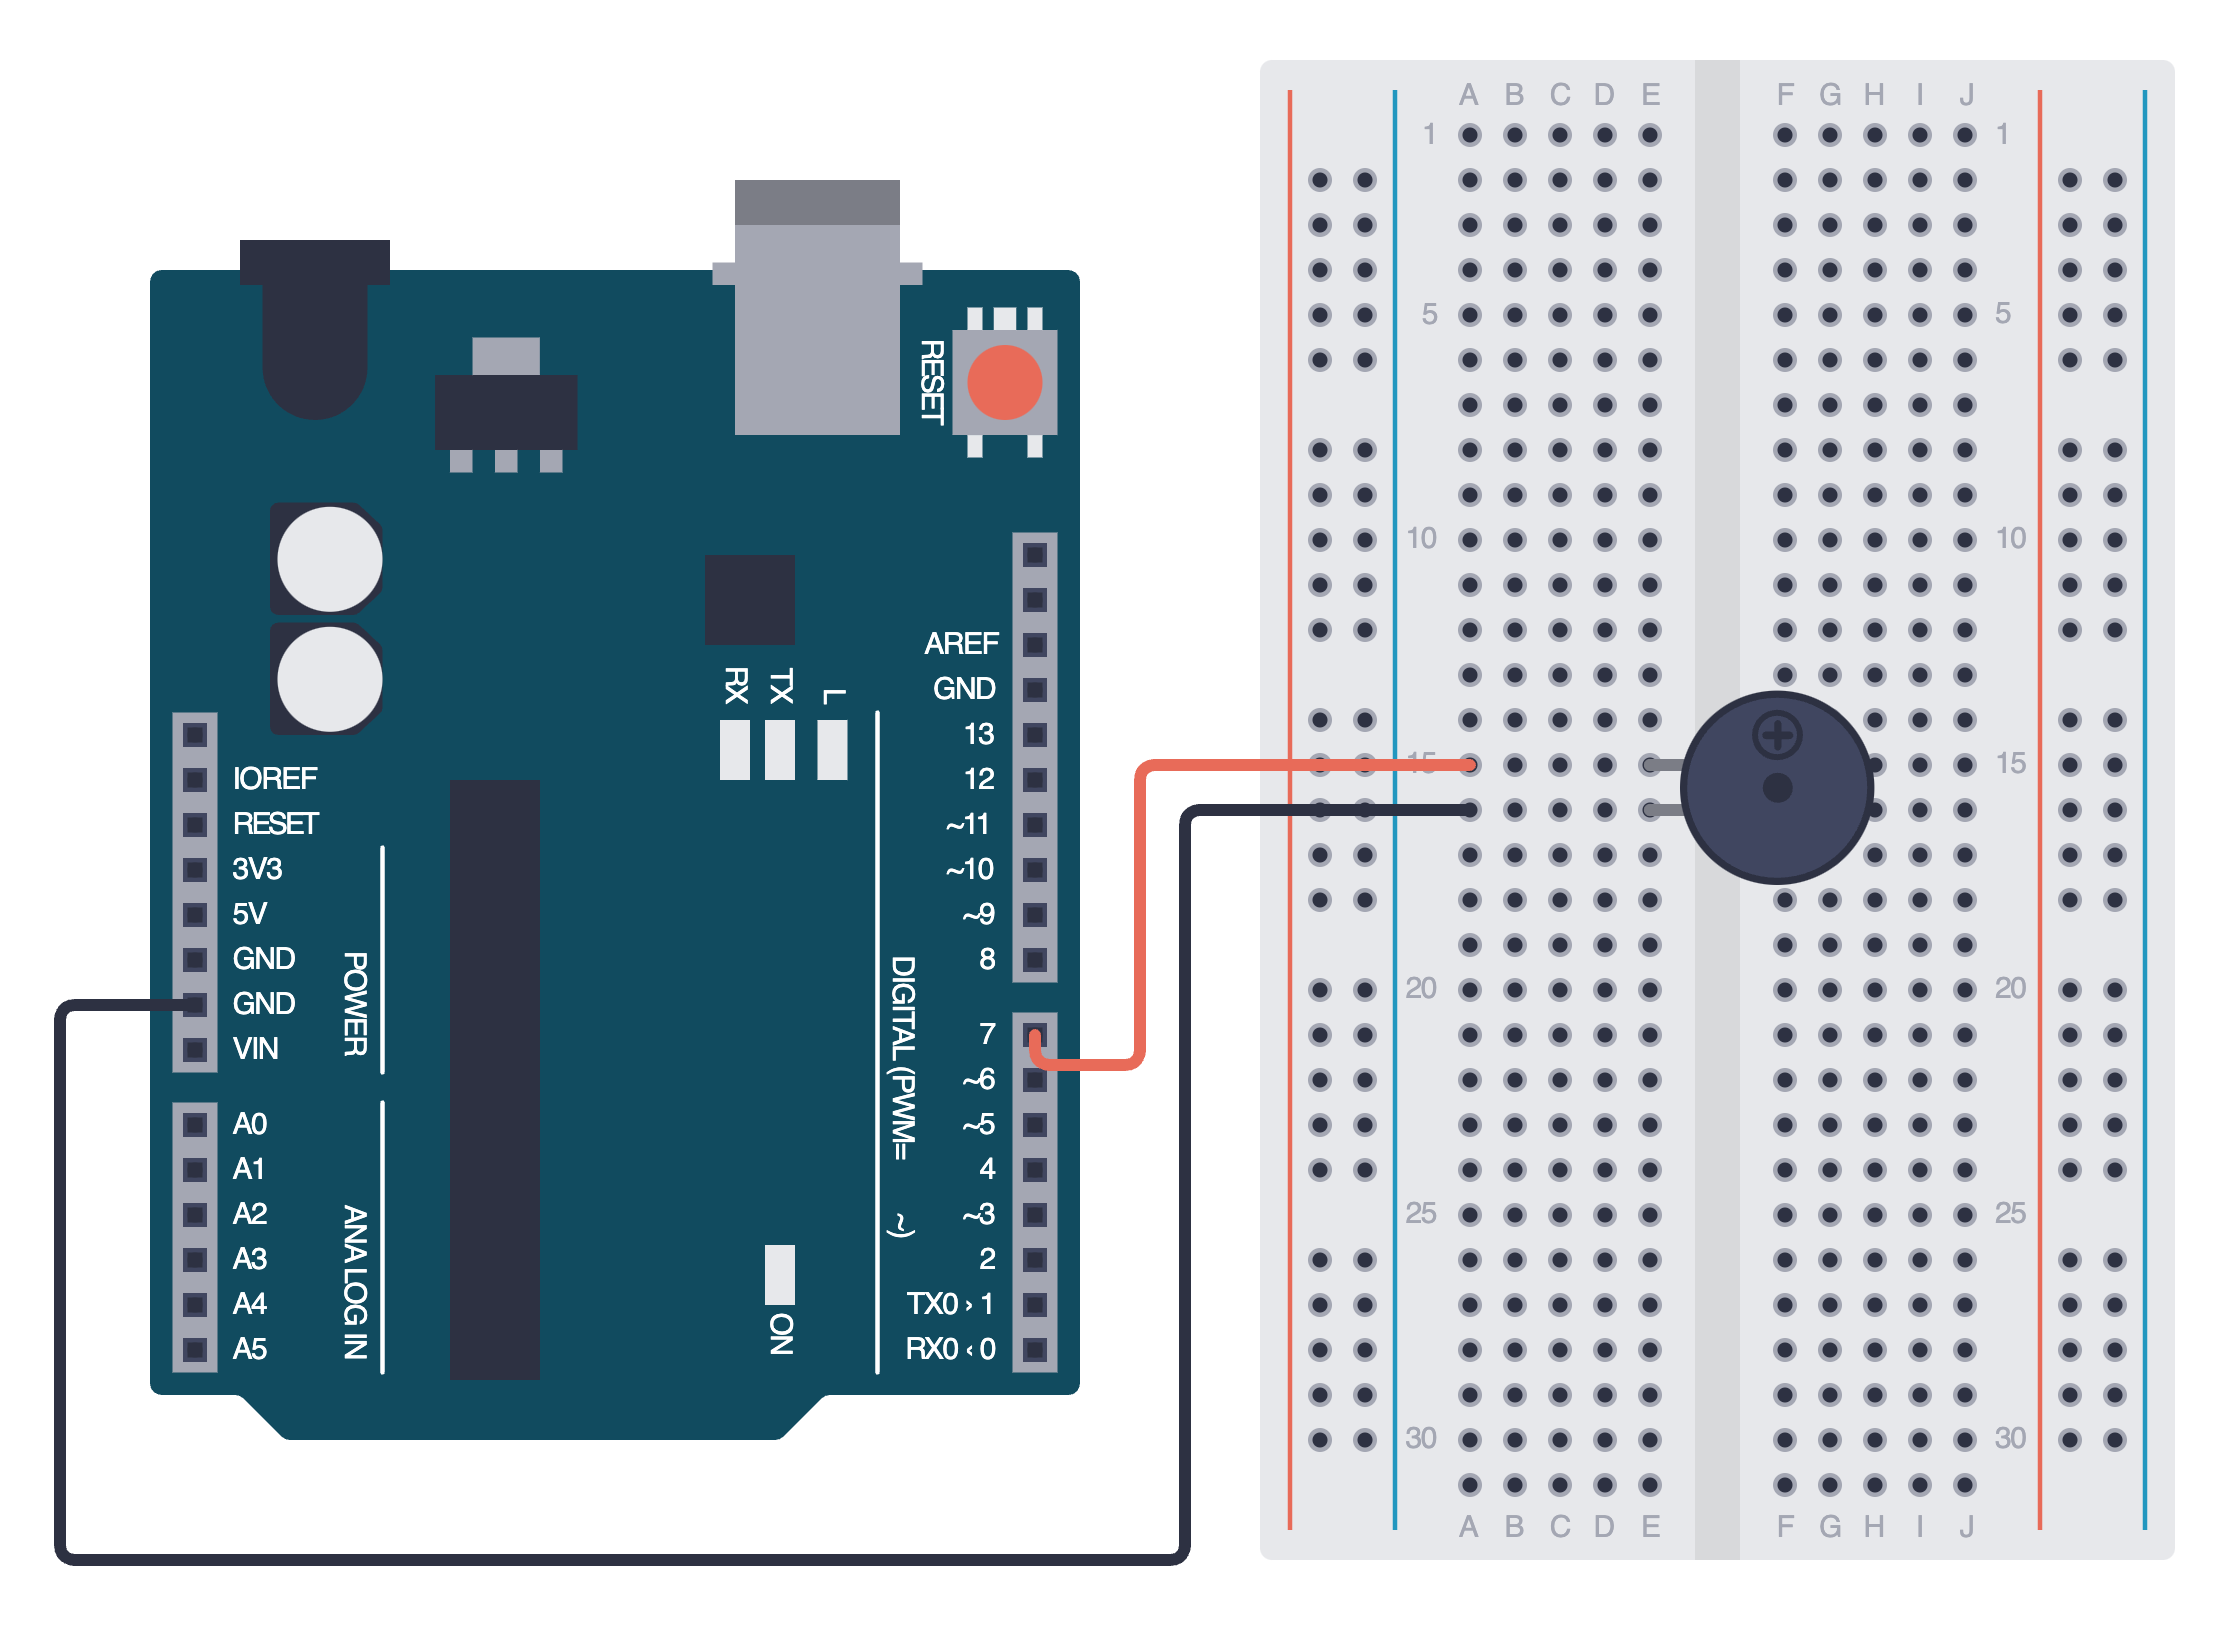 RESET
RX
TX
L
AREF
GND
13
12
~11
~10
~9
8
7
~6
~5
4
~3
2
TX0 › 1
RX0 ‹ 0
DIGITAL (PWM= ~)
IOREF
RESET
3V3
5V
GND
GND
VIN
POWER
A0
A1
A2
A3
A4
A5
ANALOG IN
ON
A B C D E F G H I J
1 1
5 5
10 10
15 15
20 20
25 25
30 30
A B C D E F G H I J